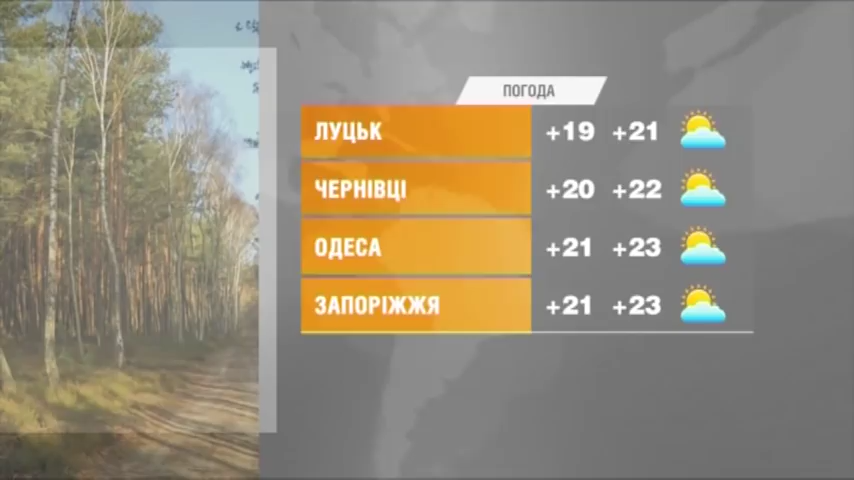 ПОГОДА
ЛУЦЬК +19 +21
ЧЕРНІВЦІ +20 +22
ОДЕСА +21 +23
ЗАПОРІЖЖЯ +21 +23